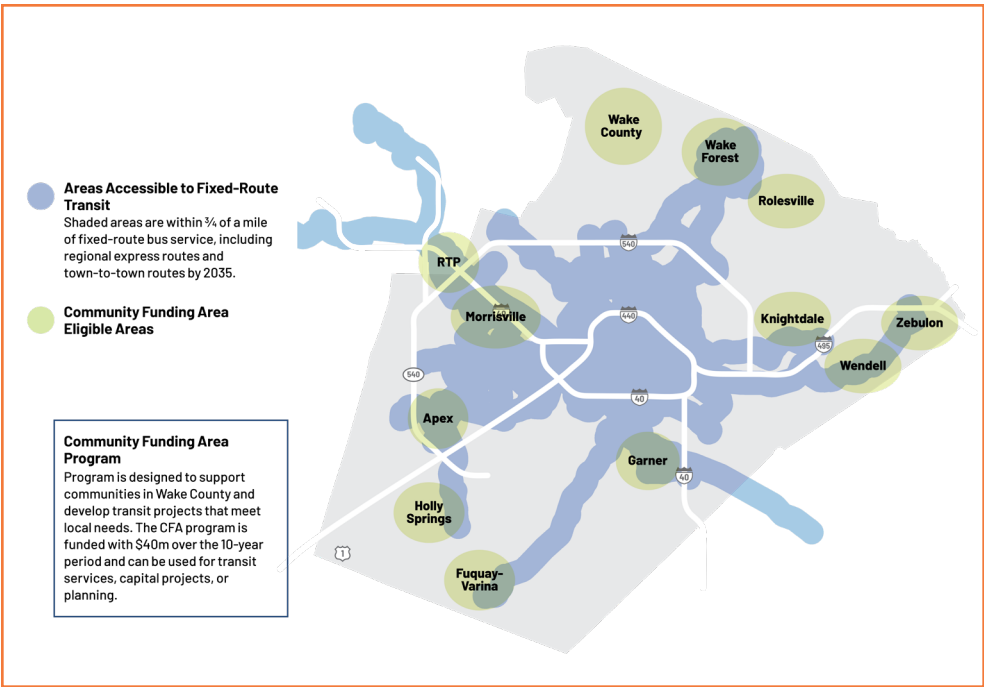 Areas Accessible to Fixed-Route
Transit
Shaded areas are within ¾ of a mile
of fixed-route bus service, including
regional express routes and
town-to-town routes by 2035.
Community Funding Area
Eligible Areas
Community Funding Area
Program
Program is designed to support
communities in Wake County and
develop transit projects that meet
local needs. The CFA program is
funded with $40m over the 10-year
period and can be used for transit
services, capital projects, or
planning.
Wake
County
Wake
Forest
Rolesville
540
RTP
Morrisville
440
Knightdale
Zebulon
495
Wendell
540
40
Apex
Garner
40
Holly
Springs
1
Fuquay-
Varina